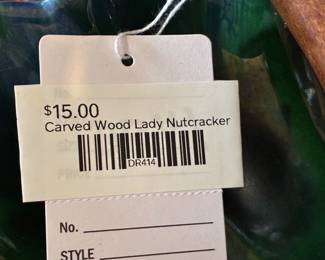 $15.00
Carved Wood Lady Nutcracker
DR414
No.
STYLE